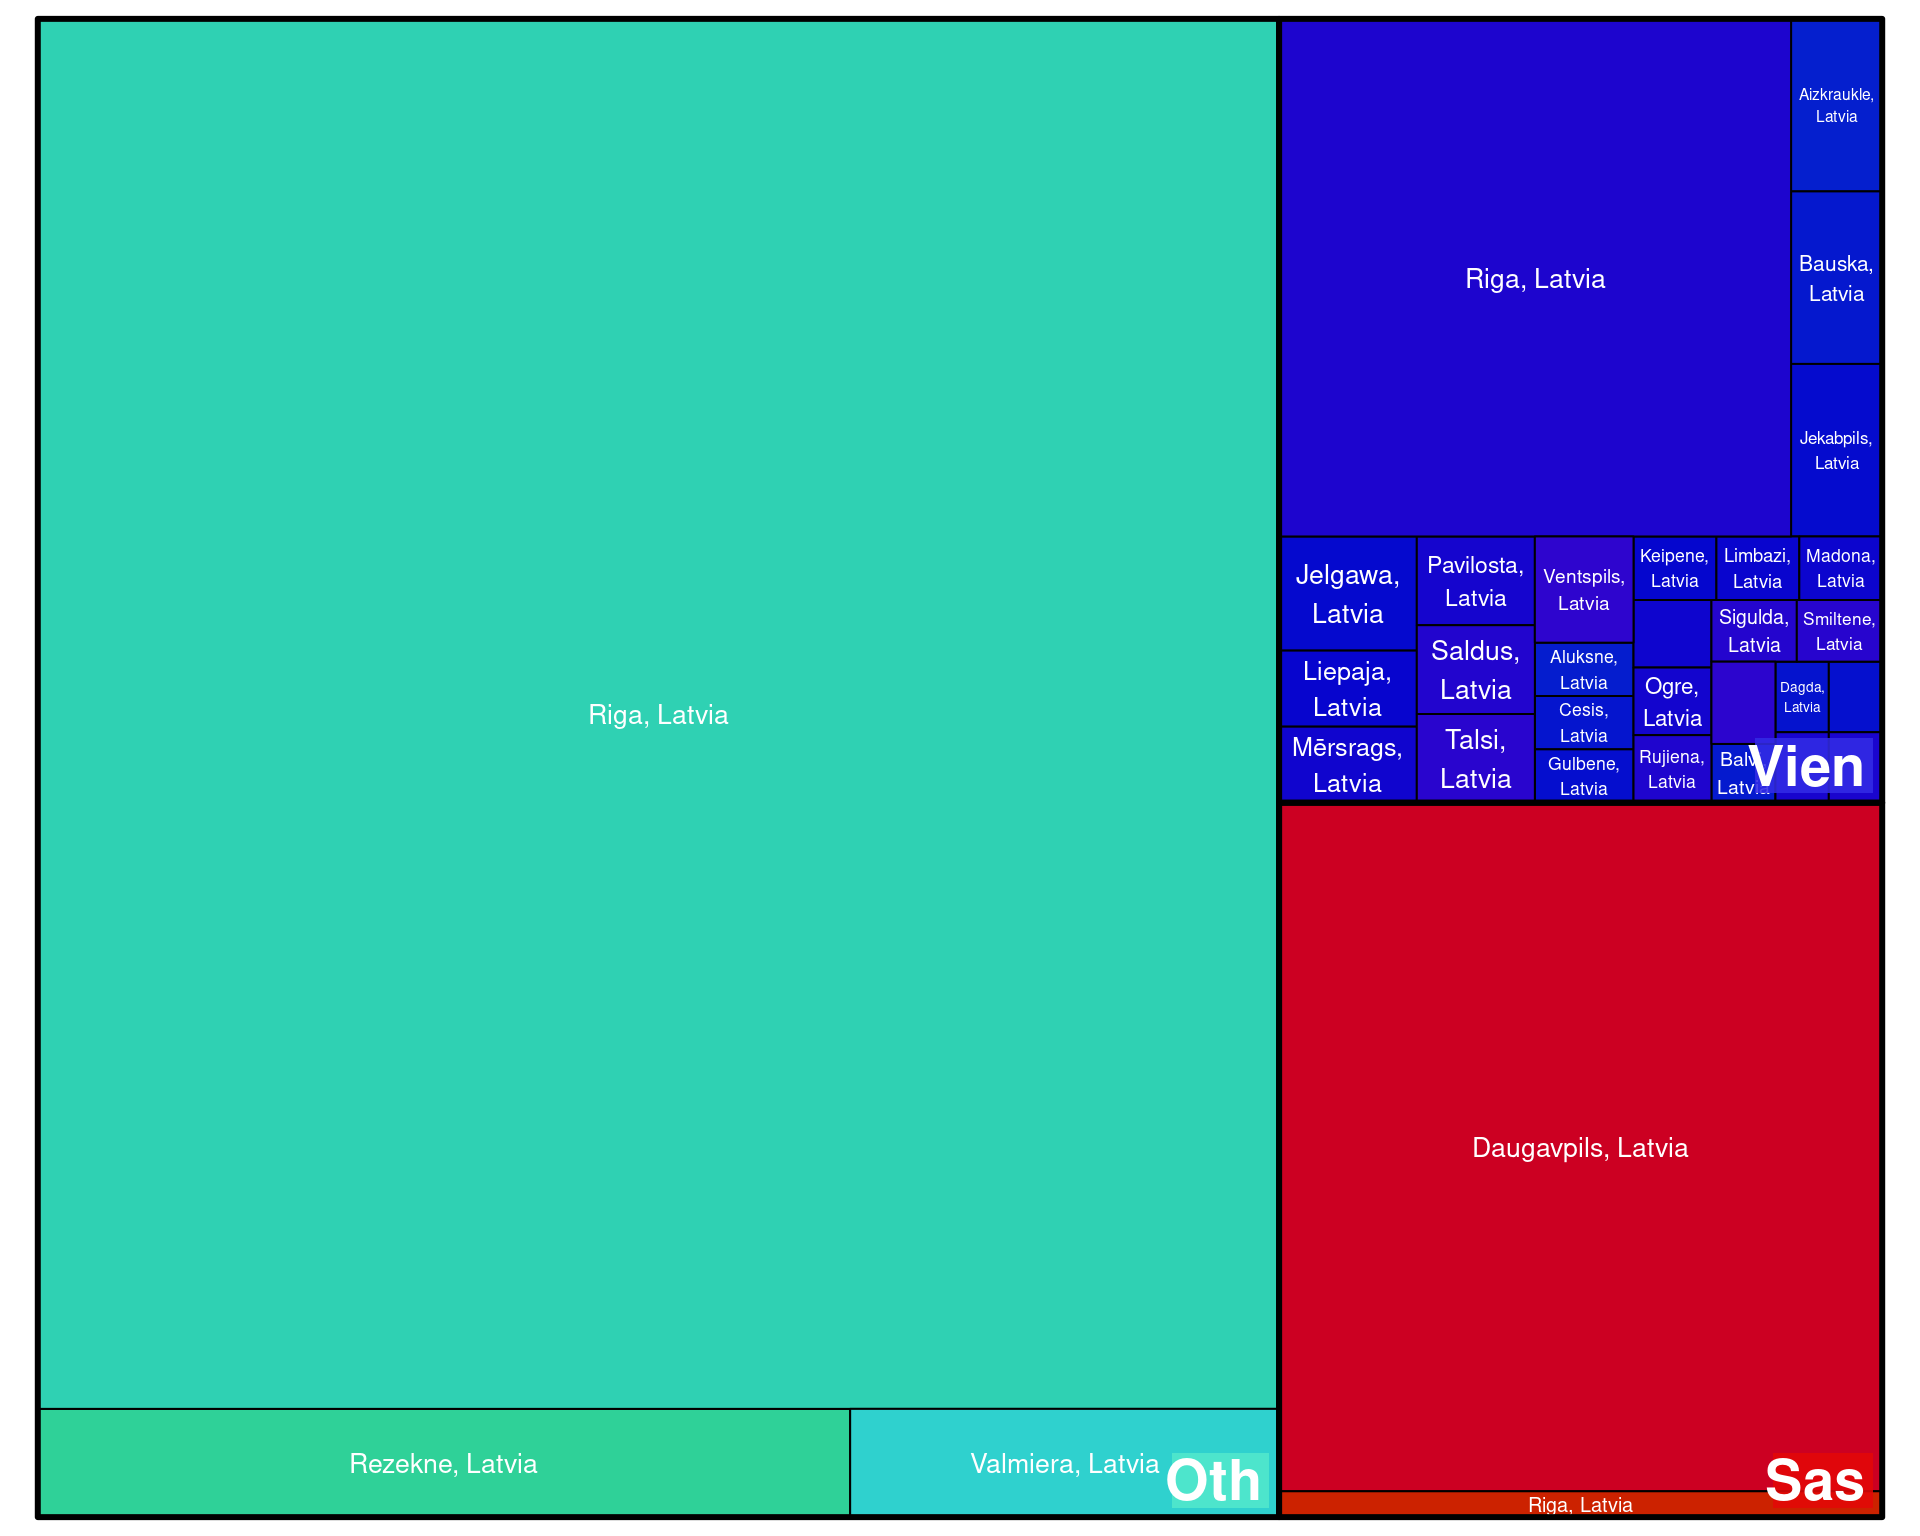 Riga, Latvia
Rezekne, Latvia
Valmiera, Latvia
Oth
Riga, Latvia
Aizkraukle,
Latvia
Bauska,
Latvia
Jekabpils,
Latvia
Jelgawa,
Latvia
Liepaja,
Latvia
Mērsrags,
Latvia
Pavilosta,
Latvia
Saldus,
Latvia
Talsi,
Latvia
Ventspils,
Latvia
Aluksne,
Latvia
Cesis,
Latvia
Gulbene,
Latvia
Keipene,
Latvia
Limbazi,
Latvia
Madona,
Latvia
Ogre,
Latvia
Rujiena,
Latvia
Sigulda,
Latvia
Smiltene,
Latvia
Dagda,
Latvia
Latvia
Vien
Daugavpils, Latvia
Riga, Latvia
Sas